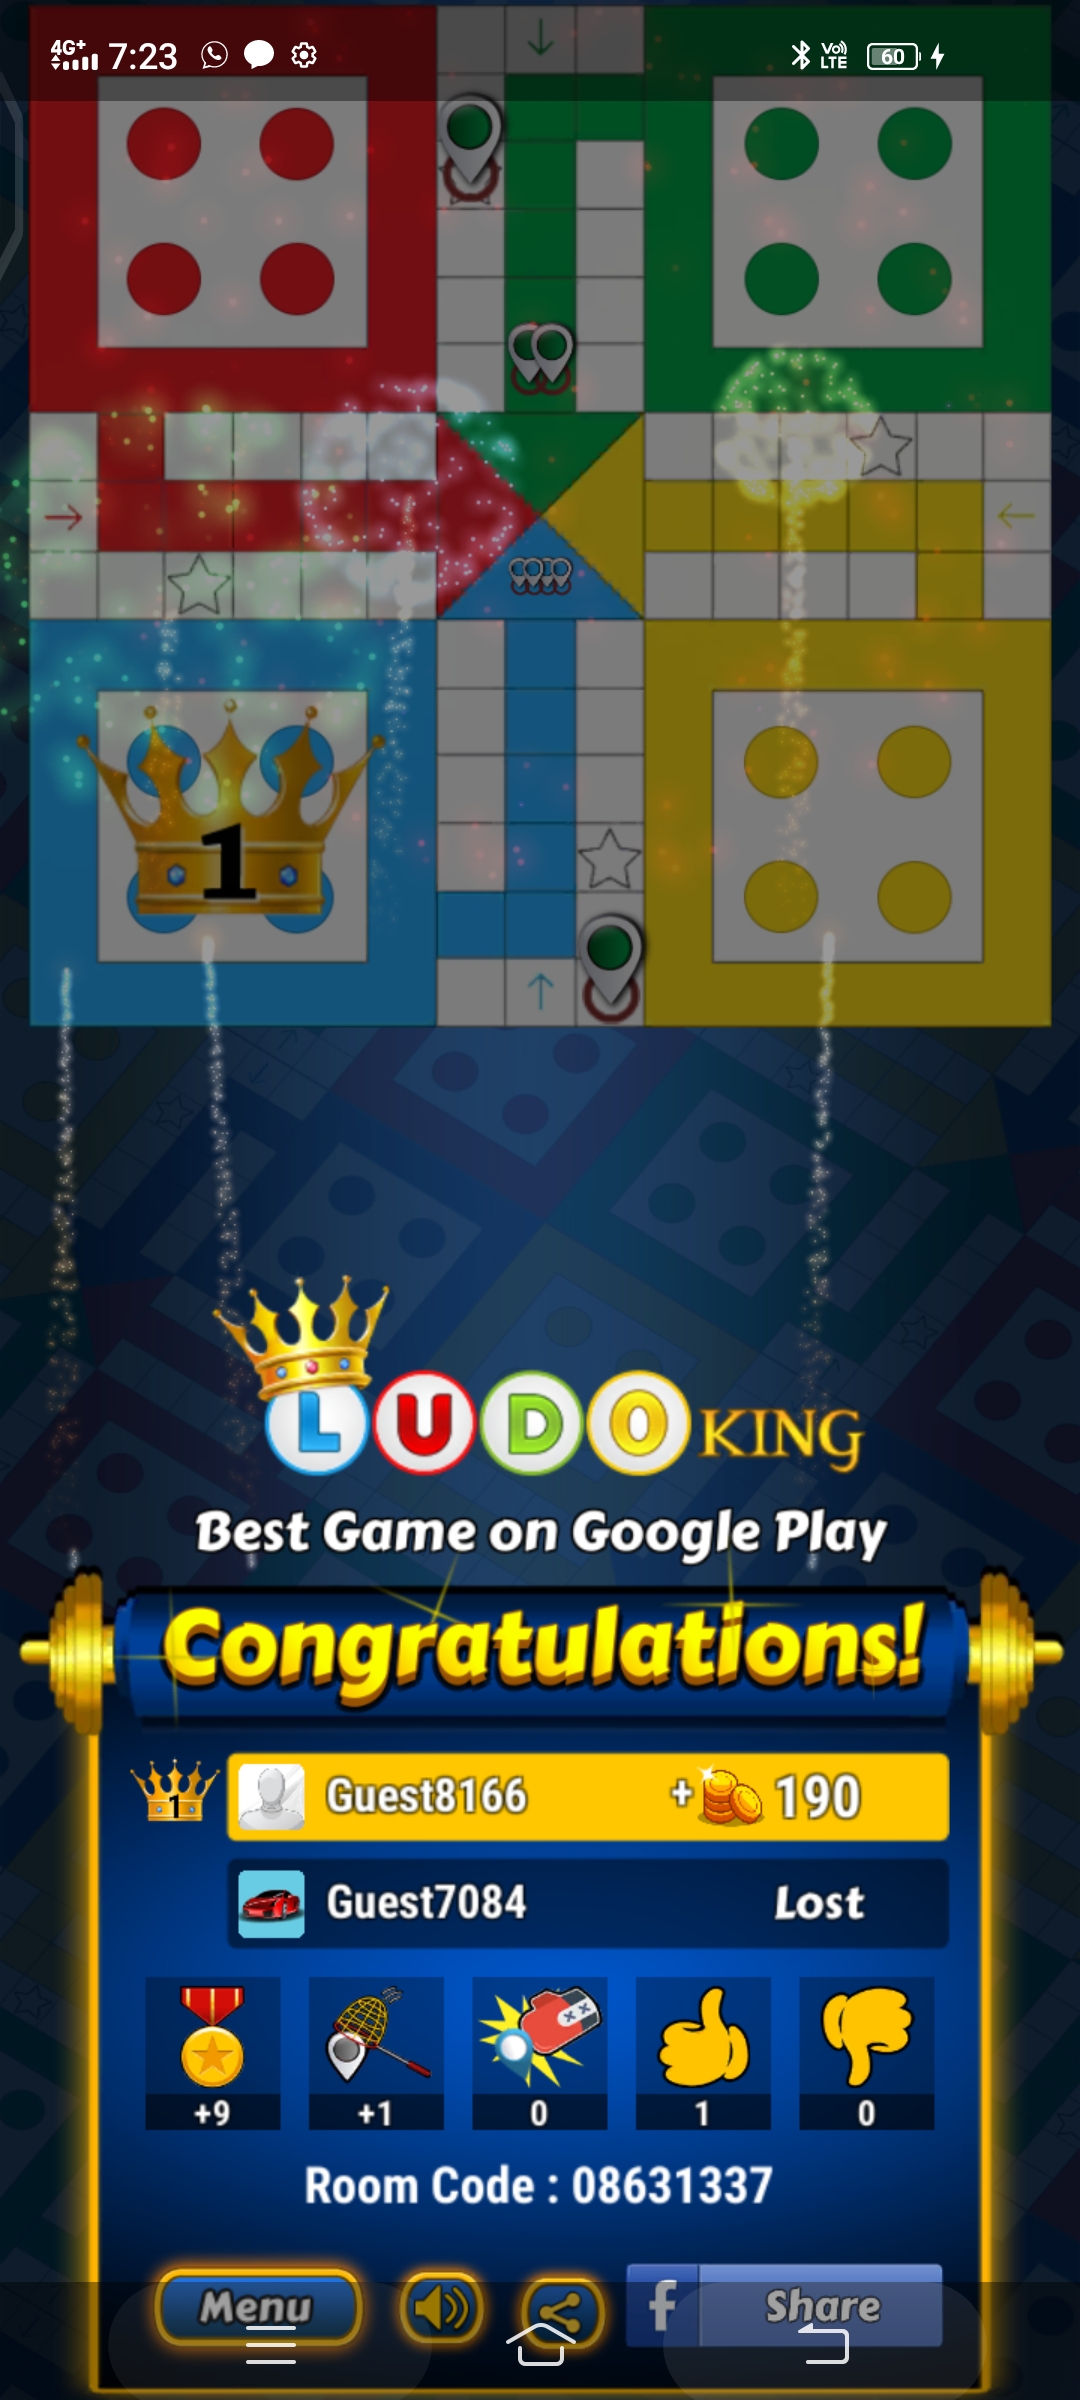 4G+ 7:23 Vo) LTE 60
1
LUDO KING
Best Game on Google Play
Congratulations!
1 Guest8166 + 190
Guest7084 Lost
+9 +1 0 1 0
Room Code : 08631337
Menu f Share